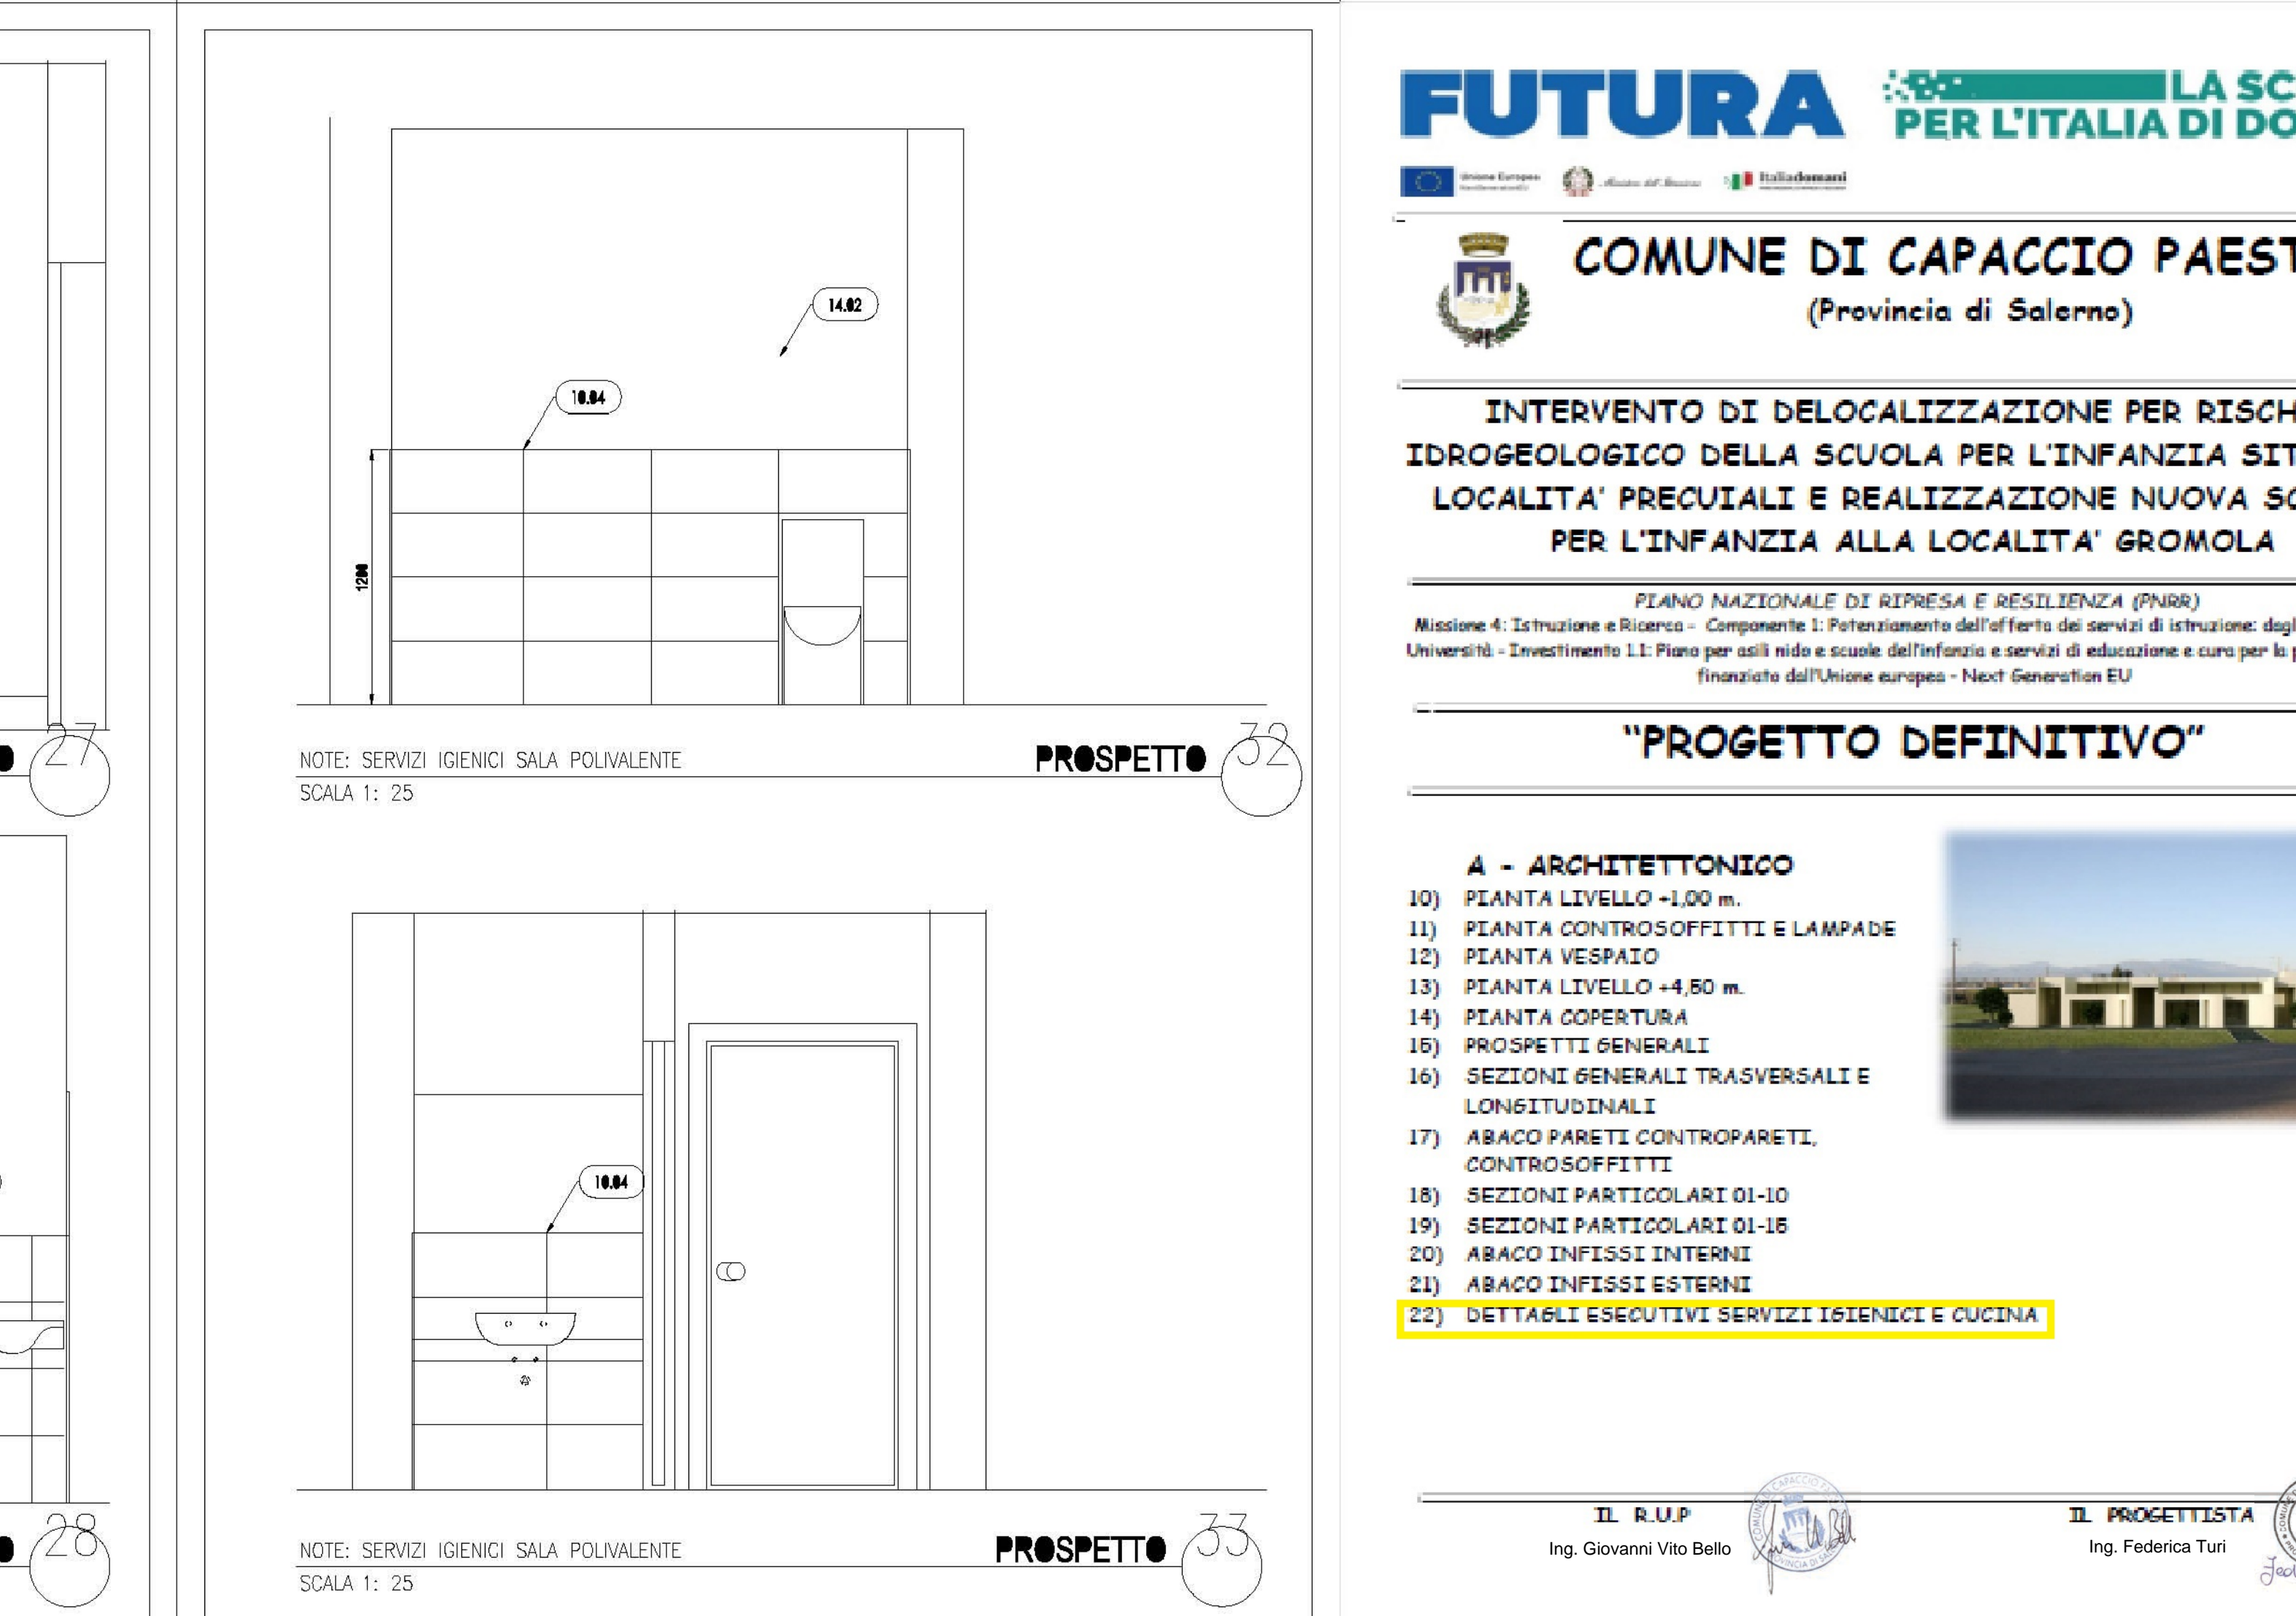 14.02
10.04
1200
27
NOTE: SERVIZI IGIENICI SALA POLIVALENTE
PROSPETTO
32
SCALA 1: 25
10.04
28
NOTE: SERVIZI IGIENICI SALA POLIVALENTE
PROSPETTO
33
SCALA 1: 25
FUTURA
LA SC
PER L'ITALIA DI DO
Unione Europea
NextGenerationEU
Italiadomani
COMUNE DI CAPACCIO PAEST
(Provincia di Salerno)
INTERVENTO DI DELOCALIZZAZIONE PER RISCH
IDROGEOLOGICO DELLA SCUOLA PER L'INFANZIA SIT
LOCALITA' PRECUIALI E REALIZZAZIONE NUOVA SC
PER L'INFANZIA ALLA LOCALITA' GROMOLA
PIANO NAZIONALE DI RIPRESA E RESILIENZA (PNRR)
Missione 4: Istruzione e Ricerca - Componente 1: Potenziamento dell'offerta dei servizi di istruzione: dagl
Università - Investimento 1.1: Piano per asili nido e scuole dell'infanzia e servizi di educazione e cura per la p
finanziato dall'Unione europea - Next Generation EU
"PROGETTO DEFINITIVO"
A - ARCHITETTONICO
10) PIANTA LIVELLO +1,00 m.
11) PIANTA CONTROSOFFITTI E LAMPADE
12) PIANTA VESPAIO
13) PIANTA LIVELLO +4,50 m.
14) PIANTA COPERTURA
15) PROSPETTI GENERALI
16) SEZIONI GENERALI TRASVERSALI E
LONGITUDINALI
17) ABACO PARETI CONTROPARETI,
CONTROSOFFITTI
18) SEZIONI PARTICOLARI 01-10
19) SEZIONI PARTICOLARI 01-15
20) ABACO INFISSI INTERNI
21) ABACO INFISSI ESTERNI
22) DETTAGLI ESECUTIVI SERVIZI IGIENICI E CUCINA
IL R.U.P
Ing. Giovanni Vito Bello
IL PROGETTISTA
Ing. Federica Turi